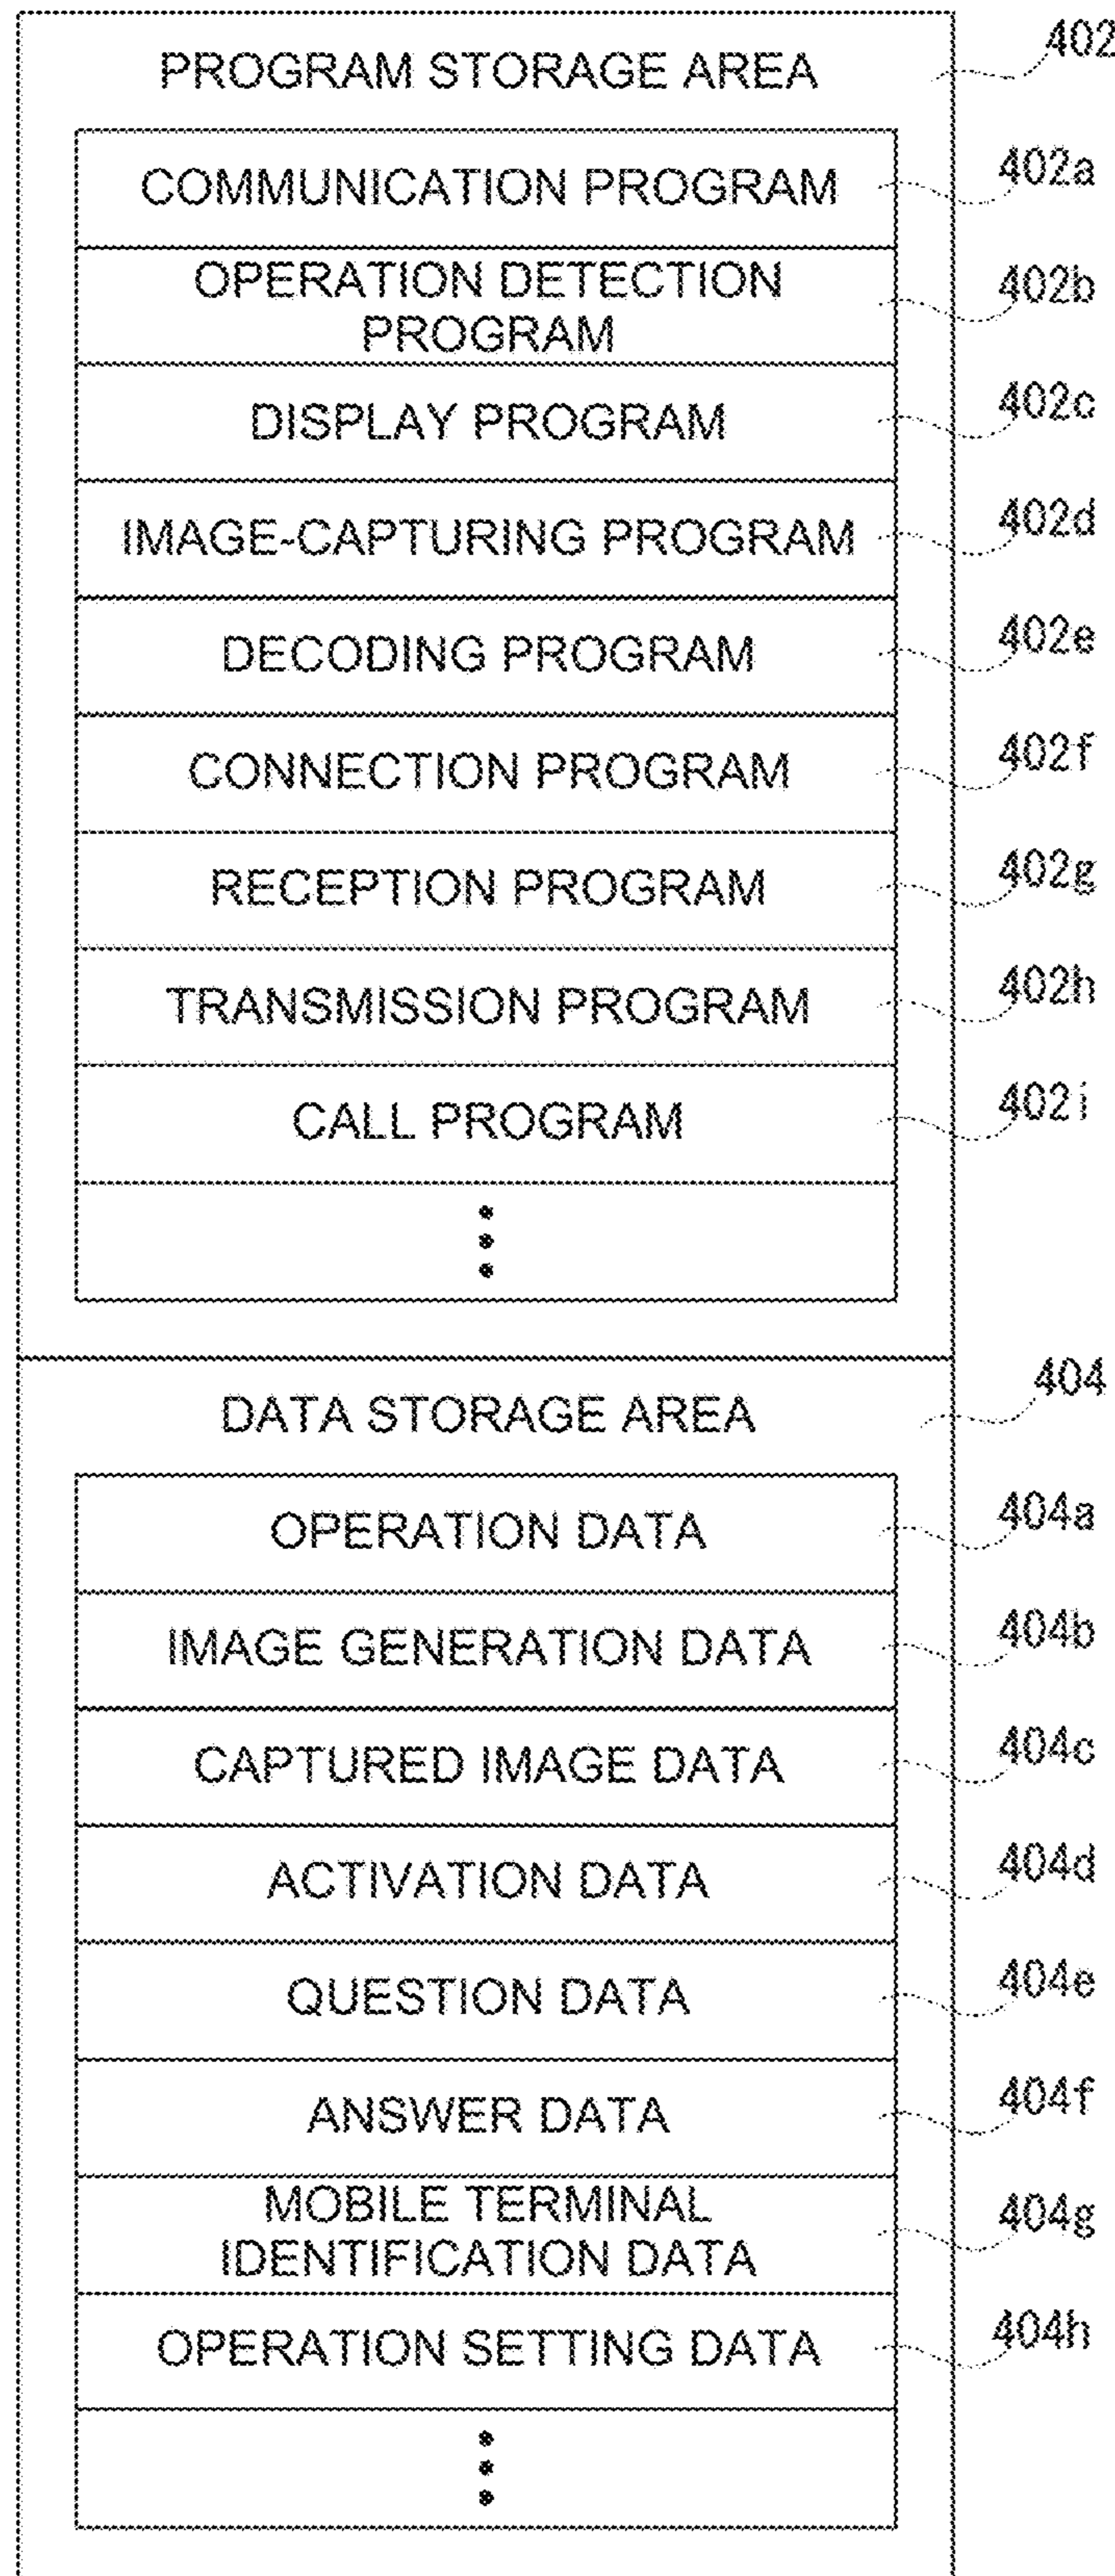 PROGRAM STORAGE AREA 402
COMMUNICATION PROGRAM 402a
OPERATION DETECTION
PROGRAM 402b
DISPLAY PROGRAM 402c
IMAGE-CAPTURING PROGRAM 402d
DECODING PROGRAM 402e
CONNECTION PROGRAM 402f
RECEPTION PROGRAM 402g
TRANSMISSION PROGRAM 402h
CALL PROGRAM 402i
DATA STORAGE AREA 404
OPERATION DATA 404a
IMAGE GENERATION DATA 404b
CAPTURED IMAGE DATA 404c
ACTIVATION DATA 404d
QUESTION DATA 404e
ANSWER DATA 404f
MOBILE TERMINAL
IDENTIFICATION DATA 404g
OPERATION SETTING DATA 404h